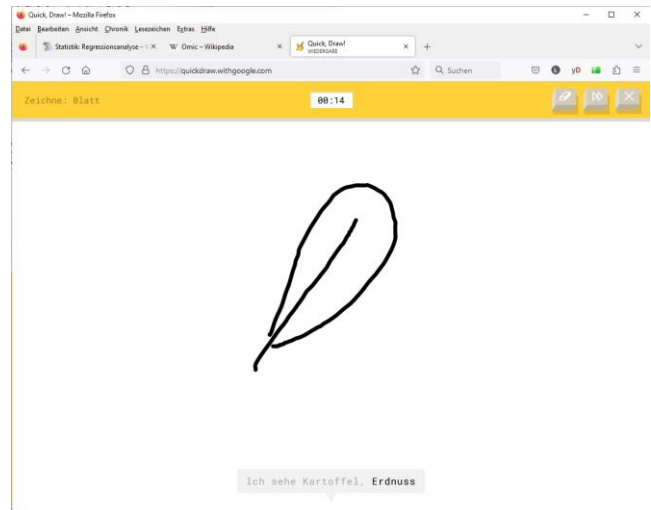 Quick, Draw! – Mozilla Firefox
Datei Bearbeiten Ansicht Chronik Lesezeichen Extras Hilfe
Statistik: Regressionsanalyse –
W Omic – Wikipedia
Quick, Draw!
WIEDERGABE
https://quickdraw.withgoogle.com
Suchen
Zeichne: Blatt
00:14
Ich sehe Kartoffel, Erdnuss